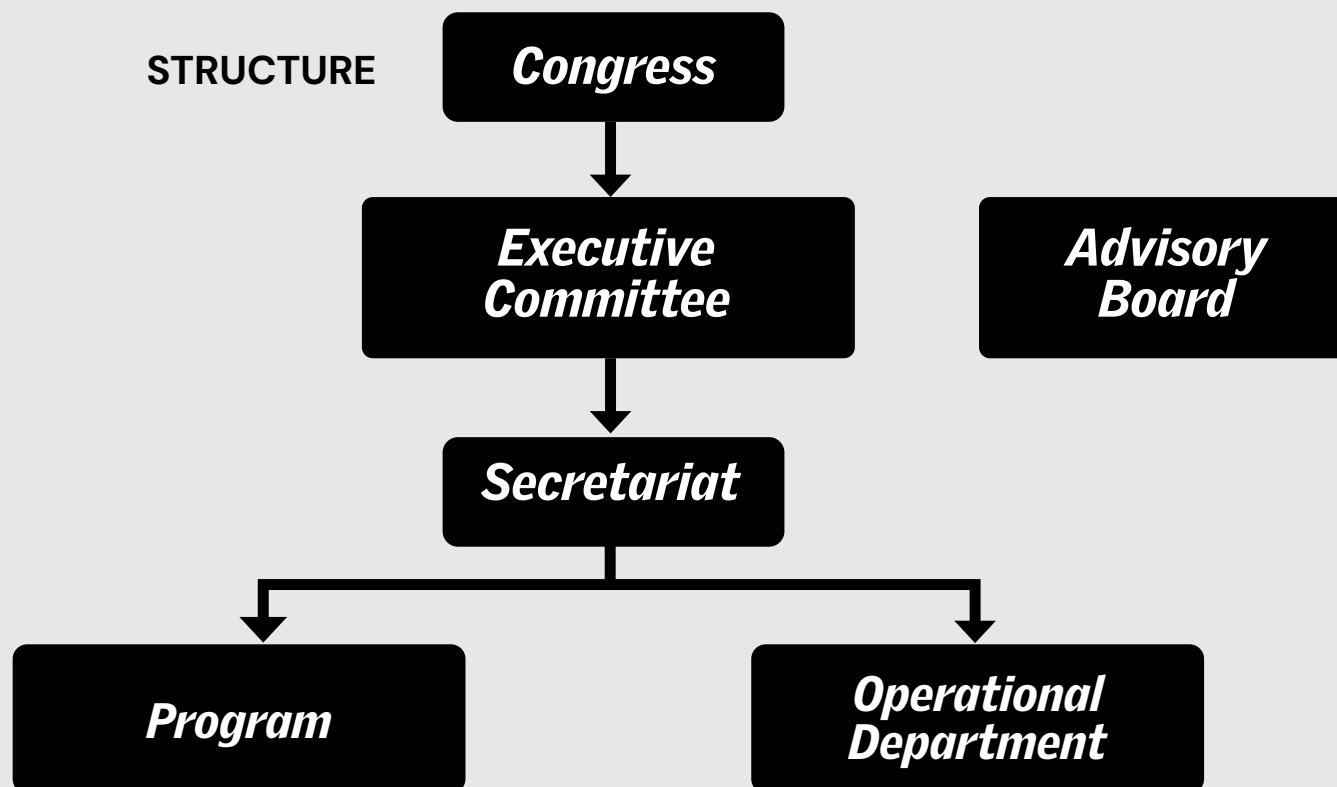 STRUCTURE
Congress
Executive
Committee
Advisory
Board
Secretariat
Program
Operational
Department